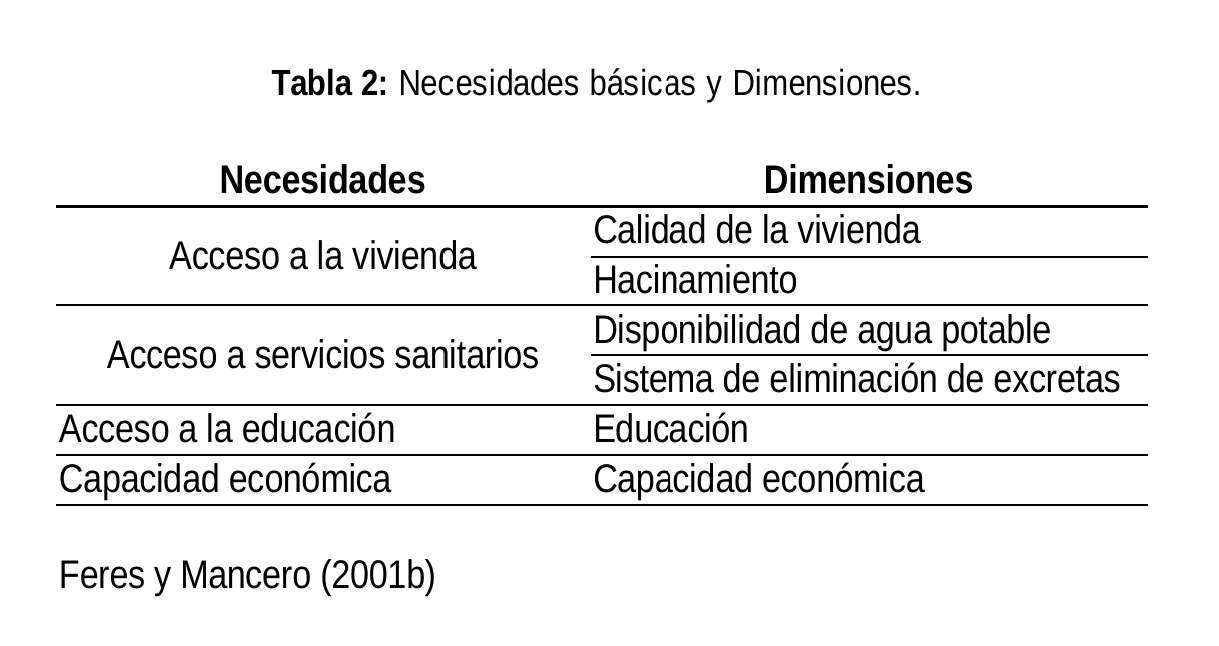 Tabla 2: Necesidades básicas y Dimensiones.
Necesidades Dimensiones
Acceso a la vivienda
Calidad de la vivienda
Hacinamiento
Acceso a servicios sanitarios
Disponibilidad de agua potable
Sistema de eliminación de excretas
Acceso a la educación Educación
Capacidad económica Capacidad económica
Feres y Mancero (2001b)